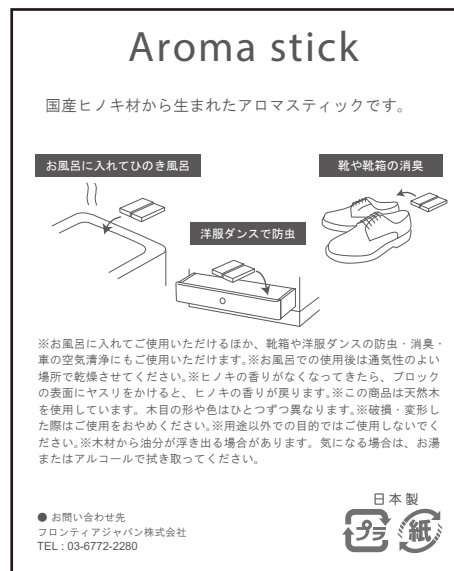 Aroma stick
国産ヒノキ材から生まれたアロマスティックです。
お風呂に入れてひのき風呂
靴や靴箱の消臭
洋服ダンスで防虫
※お風呂に入れてご使用いただけるほか、靴箱や洋服ダンスの防虫・消臭・
車の空気清浄にもご使用いただけます。※お風呂での使用後は通気性のよい
場所で乾燥させてください。※ヒノキの香りがなくなってきたら、ブロック
の表面にヤスリをかけると、ヒノキの香りが戻ります。※この商品は天然木
を使用しています。木目の形や色はひとつずつ異なります。※破損・変形し
た際はご使用をおやめください。※用途以外での目的ではご使用しないでく
ださい。※木材から油分が浮き出る場合があります。気になる場合は、お湯
またはアルコールで拭き取ってください。
● お問い合わせ先
フロンティアジャパン株式会社
TEL : 03-6772-2280
日本製
プラ
紙